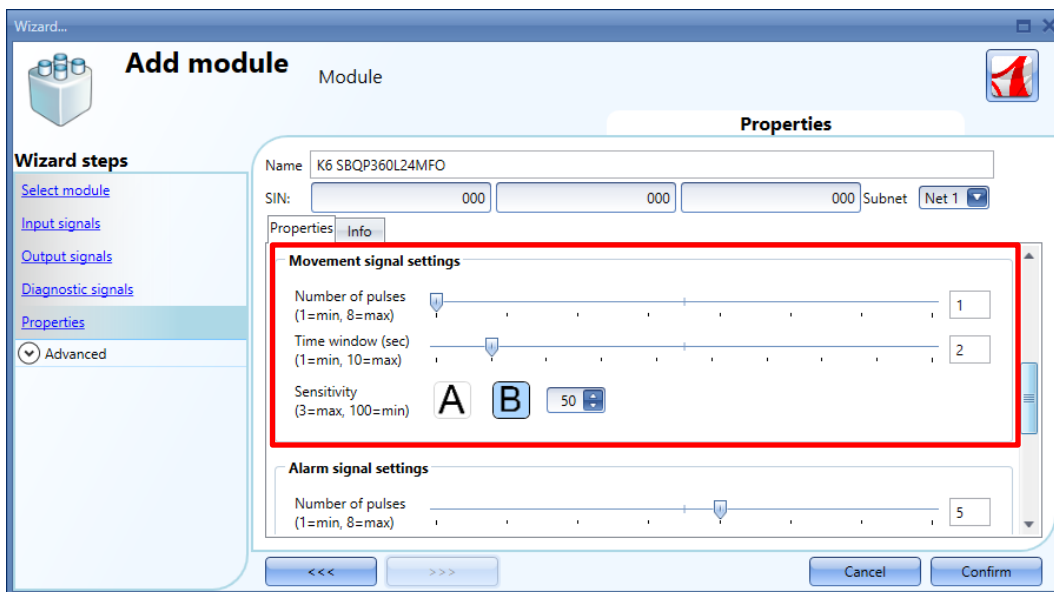 Wizard...
Add module
Module
Properties
Wizard steps
Select module
Input signals
Output signals
Diagnostic signals
Properties
Advanced
Name K6 SBQP360L24MFO
SIN: 000 000 000 Subnet Net 1
Properties Info
Movement signal settings
Number of pulses
(1=min, 8=max) 1
Time window (sec)
(1=min, 10=max) 2
Sensitivity
(3=max, 100=min) A B 50
Alarm signal settings
Number of pulses
(1=min, 8=max) 5
<<< >>> Cancel Confirm